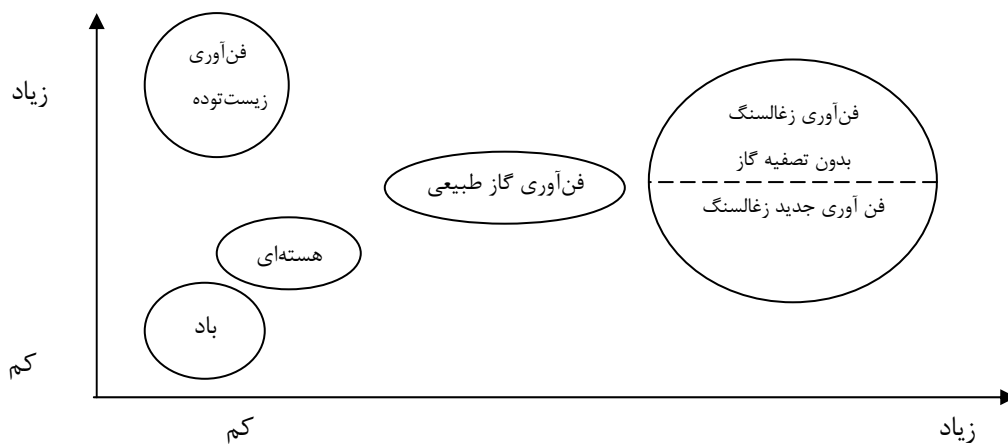 فن‌آوری
زیست‌توده
زیاد
فن‌آوری زغالسنگ
بدون تصفیه گاز
فن‌آوری گاز طبیعی
فن آوری جدید زغالسنگ
هسته‌ای
باد
کم
کم
زیاد